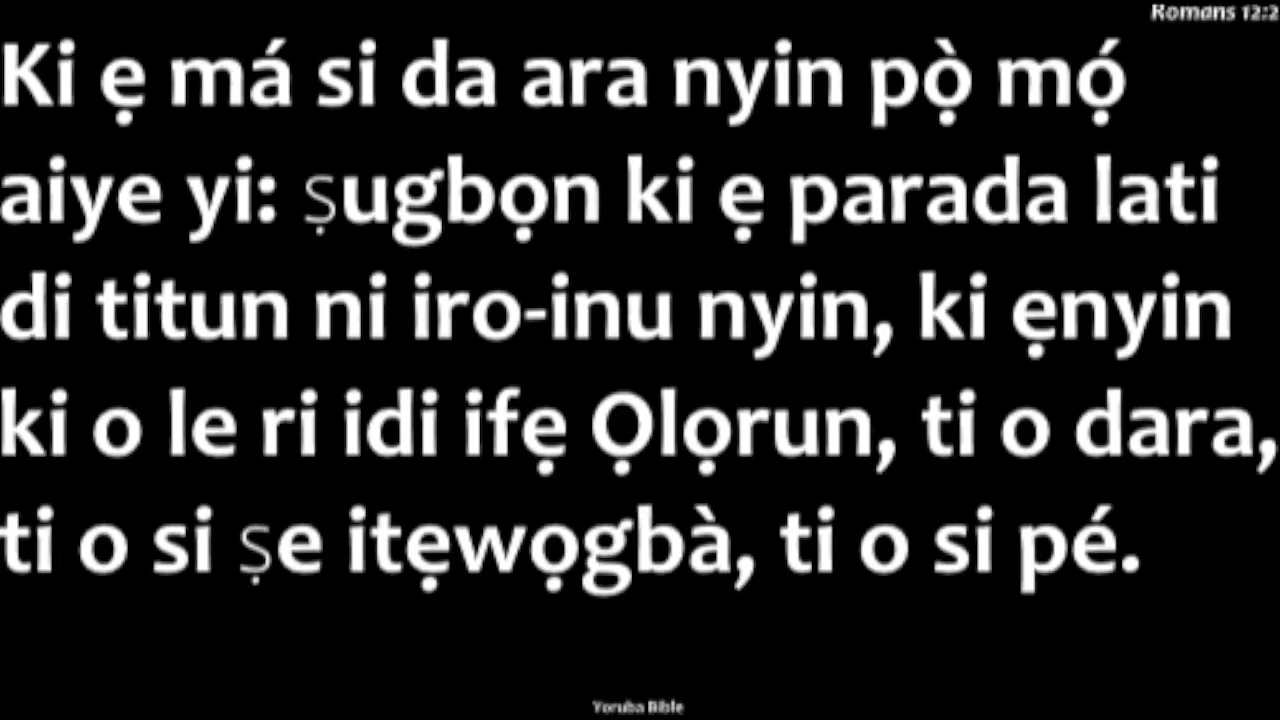 Romans 12:2
Ki ẹ má si da ara nyin pọ̀ mọ́
aiye yi: ṣugbọn ki ẹ parada lati
di titun ni iro-inu nyin, ki ẹnyin
ki o le ri idi ifẹ Ọlọrun, ti o dara,
ti o si ṣe itẹwọgbà, ti o si pé.
Yoruba Bible